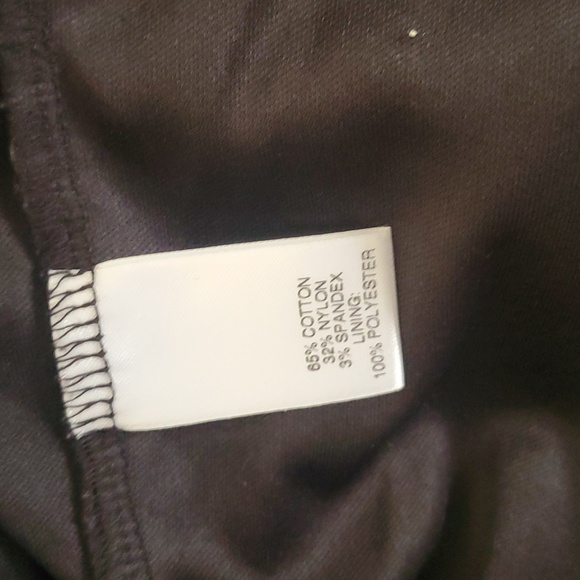 65% COTTON
32% NYLON
3% SPANDEX
LINING:
100% POLYESTER